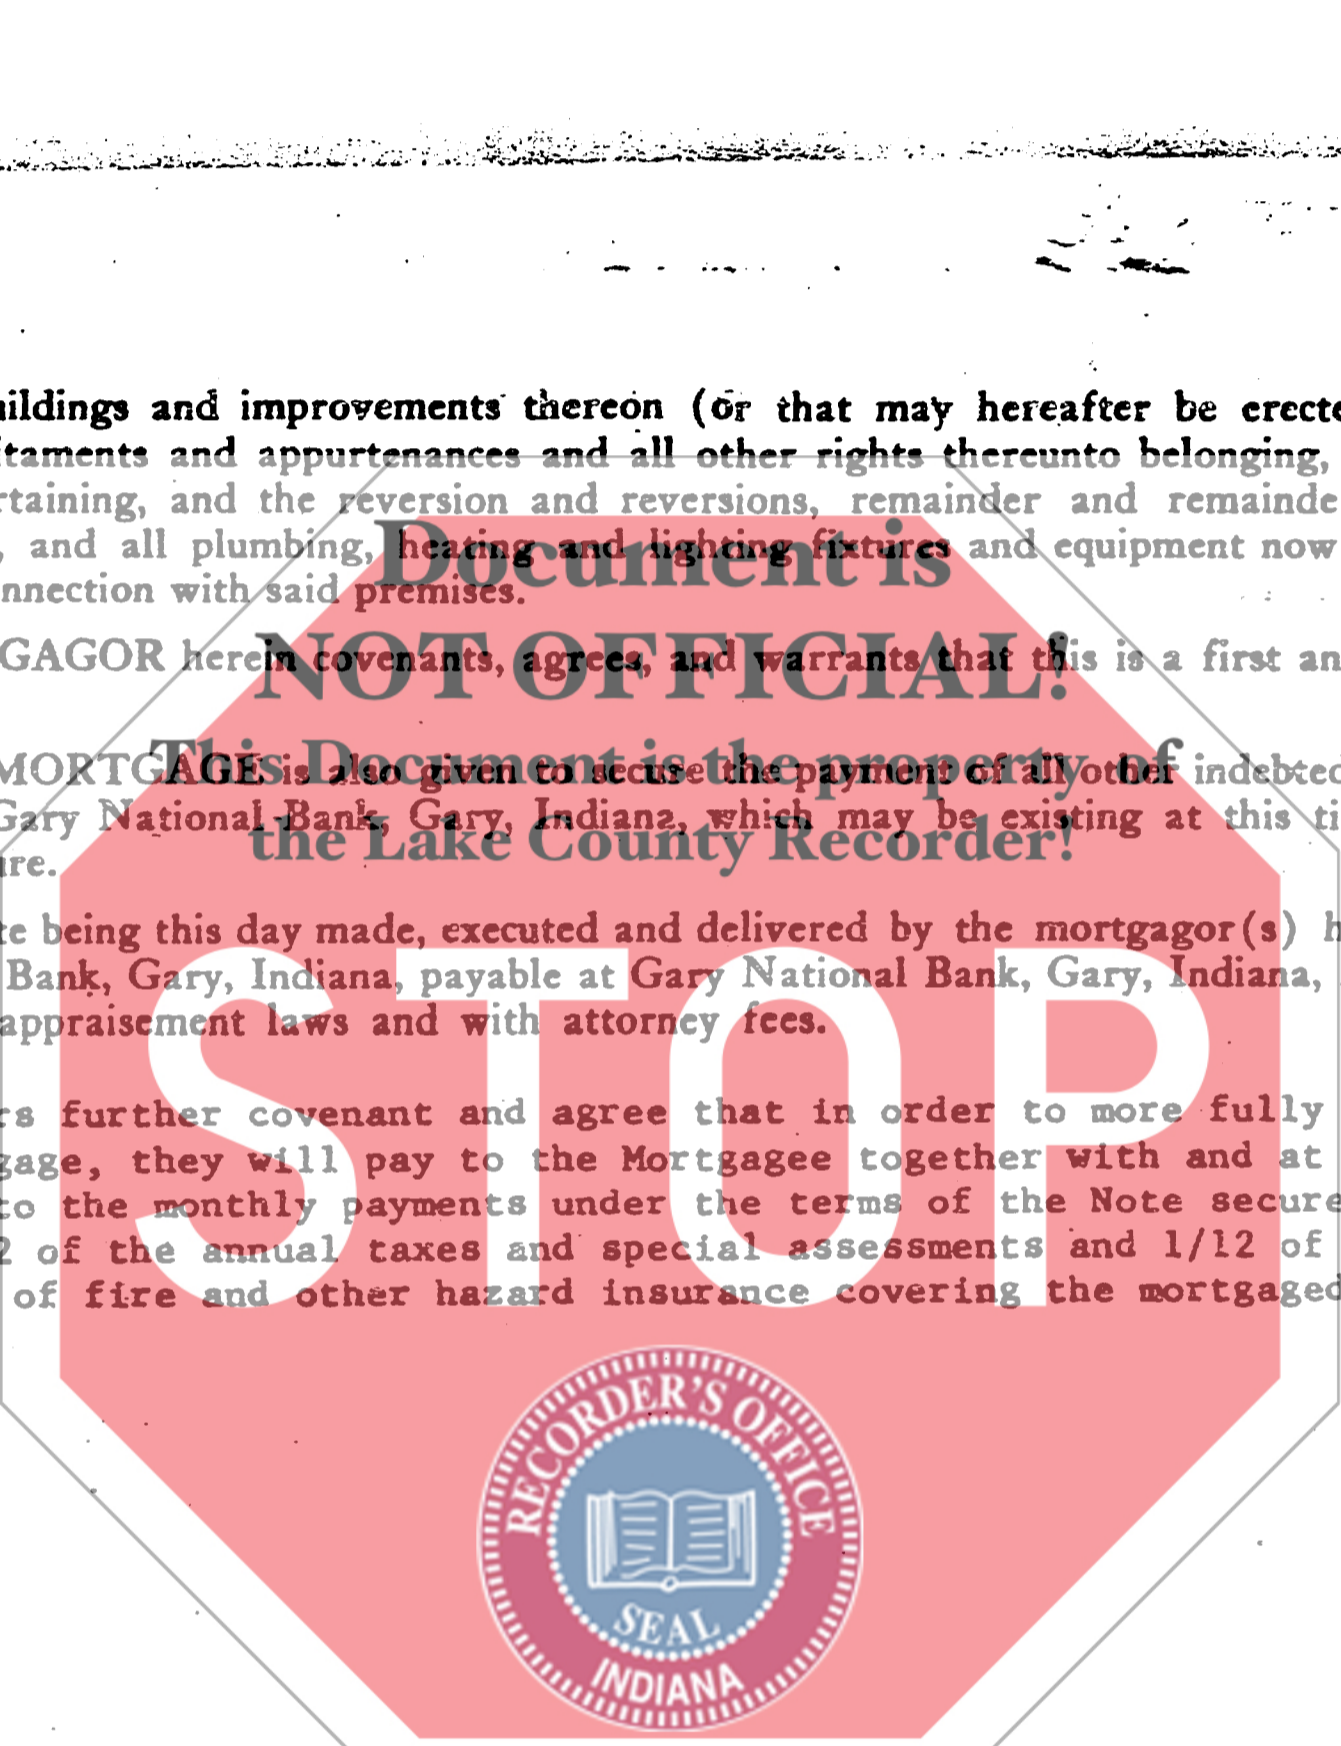 uildings and improvements thereon (or that may hereafter be erecte
itaments and appurtenances and all other rights thereunto belonging,
rtaining, and the reversion and reversions, remainder and remainde
, and all plumbing, heating and lighting fixtures and equipment now
nnection with said premises.
GAGOR herein covenants, agrees, and warrants that this is a first an
MORTGAGE is also given to secure the payment of all other indebted
Gary National Bank, Gary, Indiana, which may be existing at this ti
ure.
te being this day made, executed and delivered by the mortgagor(s) h
Bank, Gary, Indiana, payable at Gary National Bank, Gary, Indiana,
appraisement laws and with attorney fees.
rs further covenant and agree that in order to more fully
gage, they will pay to the Mortgagee together with and at
to the monthly payments under the terms of the Note secure
2 of the annual taxes and special assessments and 1/12 of
of fire and other hazard insurance covering the mortgaged
Document is
NOT OFFICIAL!
This Document is the property of
the Lake County Recorder!
STOP
RECORDER'S OFFICE
SEAL
INDIANA